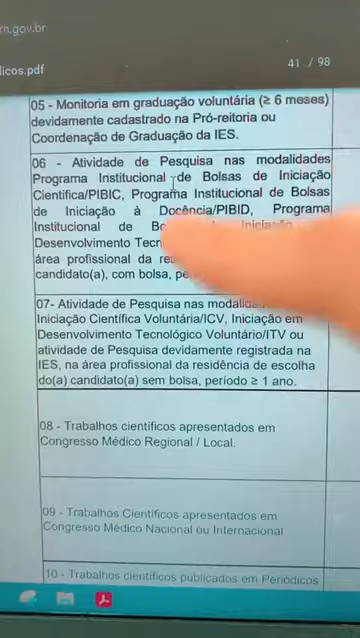 rn.gov.br
licos.pdf
41 / 98
05 - Monitoria em graduação voluntária (≥ 6 meses)
devidamente cadastrado na Pró-reitoria ou
Coordenação de Graduação da IES.
06 - Atividade de Pesquisa nas modalidades
Programa Institucional de Bolsas de Iniciação
Cientifica/PIBIC, Programa Institucional de Bolsas
de Iniciação à Docência/PIBID, Programa
Institucional de Iniciação
Desenvolvimento
área profissional da
candidato(a), com bolsa,
07- Atividade de Pesquisa nas
Iniciação Científica Voluntária/ICV, Iniciação em
Desenvolvimento Tecnológico Voluntário/ITV ou
atividade de Pesquisa devidamente registrada na
IES, na área profissional da residência de escolha
do(a) candidato(a) sem bolsa, período ≥ 1 ano.
08 - Trabalhos científicos apresentados em
Congresso Médico Regional / Local.
09 - Trabalhos Científicos apresentados em
Congresso Médico Nacional ou Internacional
10 - Trabalhos científicos publicados em Periódicos